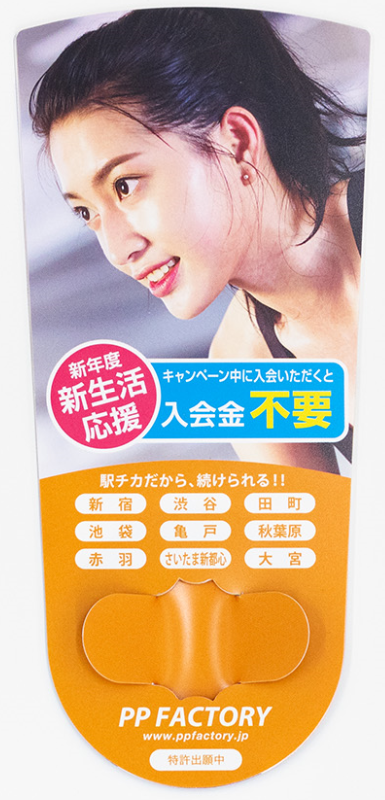 新年度
新生活
応援
キャンペーン中に入会いただくと
入会金 不要
駅チカだから、続けられる!!
新宿 渋谷 田町
池袋 亀戸 秋葉原
赤羽 さいたま新都心 大宮
PP FACTORY
www.ppfactory.jp
特許出願中